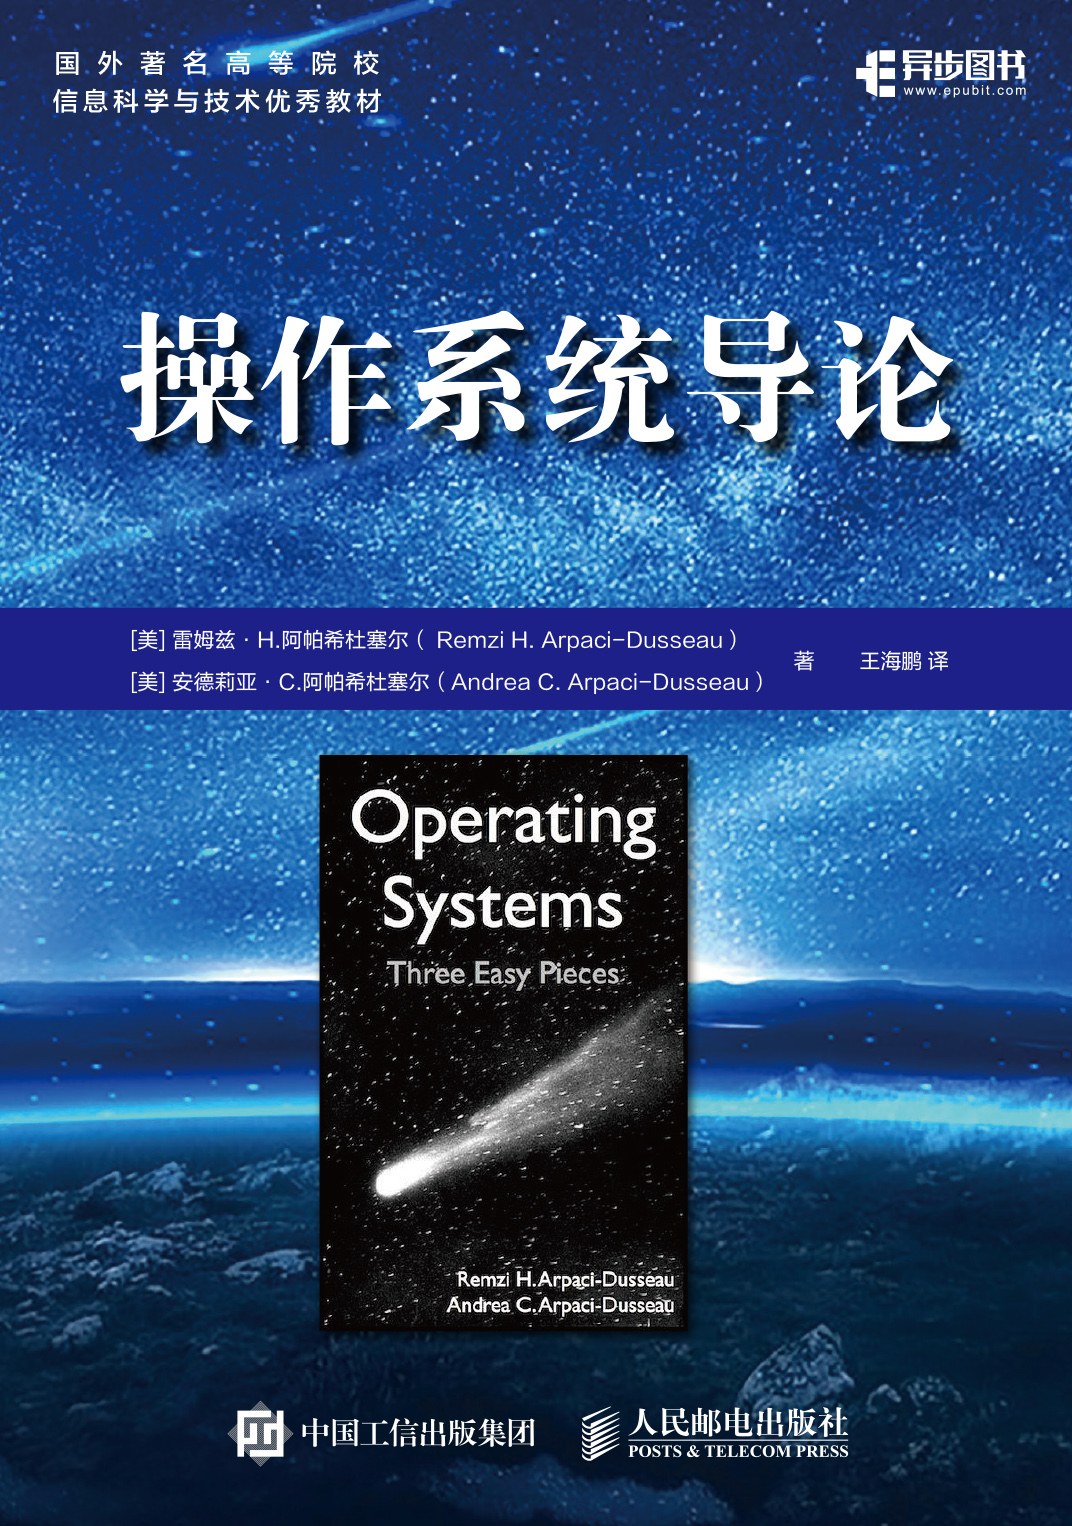 国外著名高等院校
信息科学与技术优秀教材
异步图书
www.epubit.com
操作系统导论
[美] 雷姆兹·H.阿帕希杜塞尔（ Remzi H. Arpaci-Dusseau）
[美] 安德莉亚·C.阿帕希杜塞尔（Andrea C. Arpaci-Dusseau）
著 王海鹏 译
Operating
Systems
Three Easy Pieces
Remzi H. Arpaci-Dusseau
Andrea C. Arpaci-Dusseau
中国工信出版集团
人民邮电出版社
POSTS & TELECOM PRESS